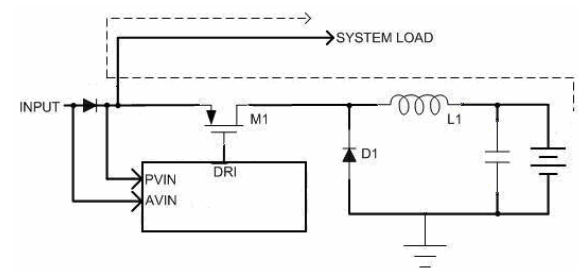 SYSTEM LOAD
INPUT
M1
L1
D1
DRI
PVIN
AVIN